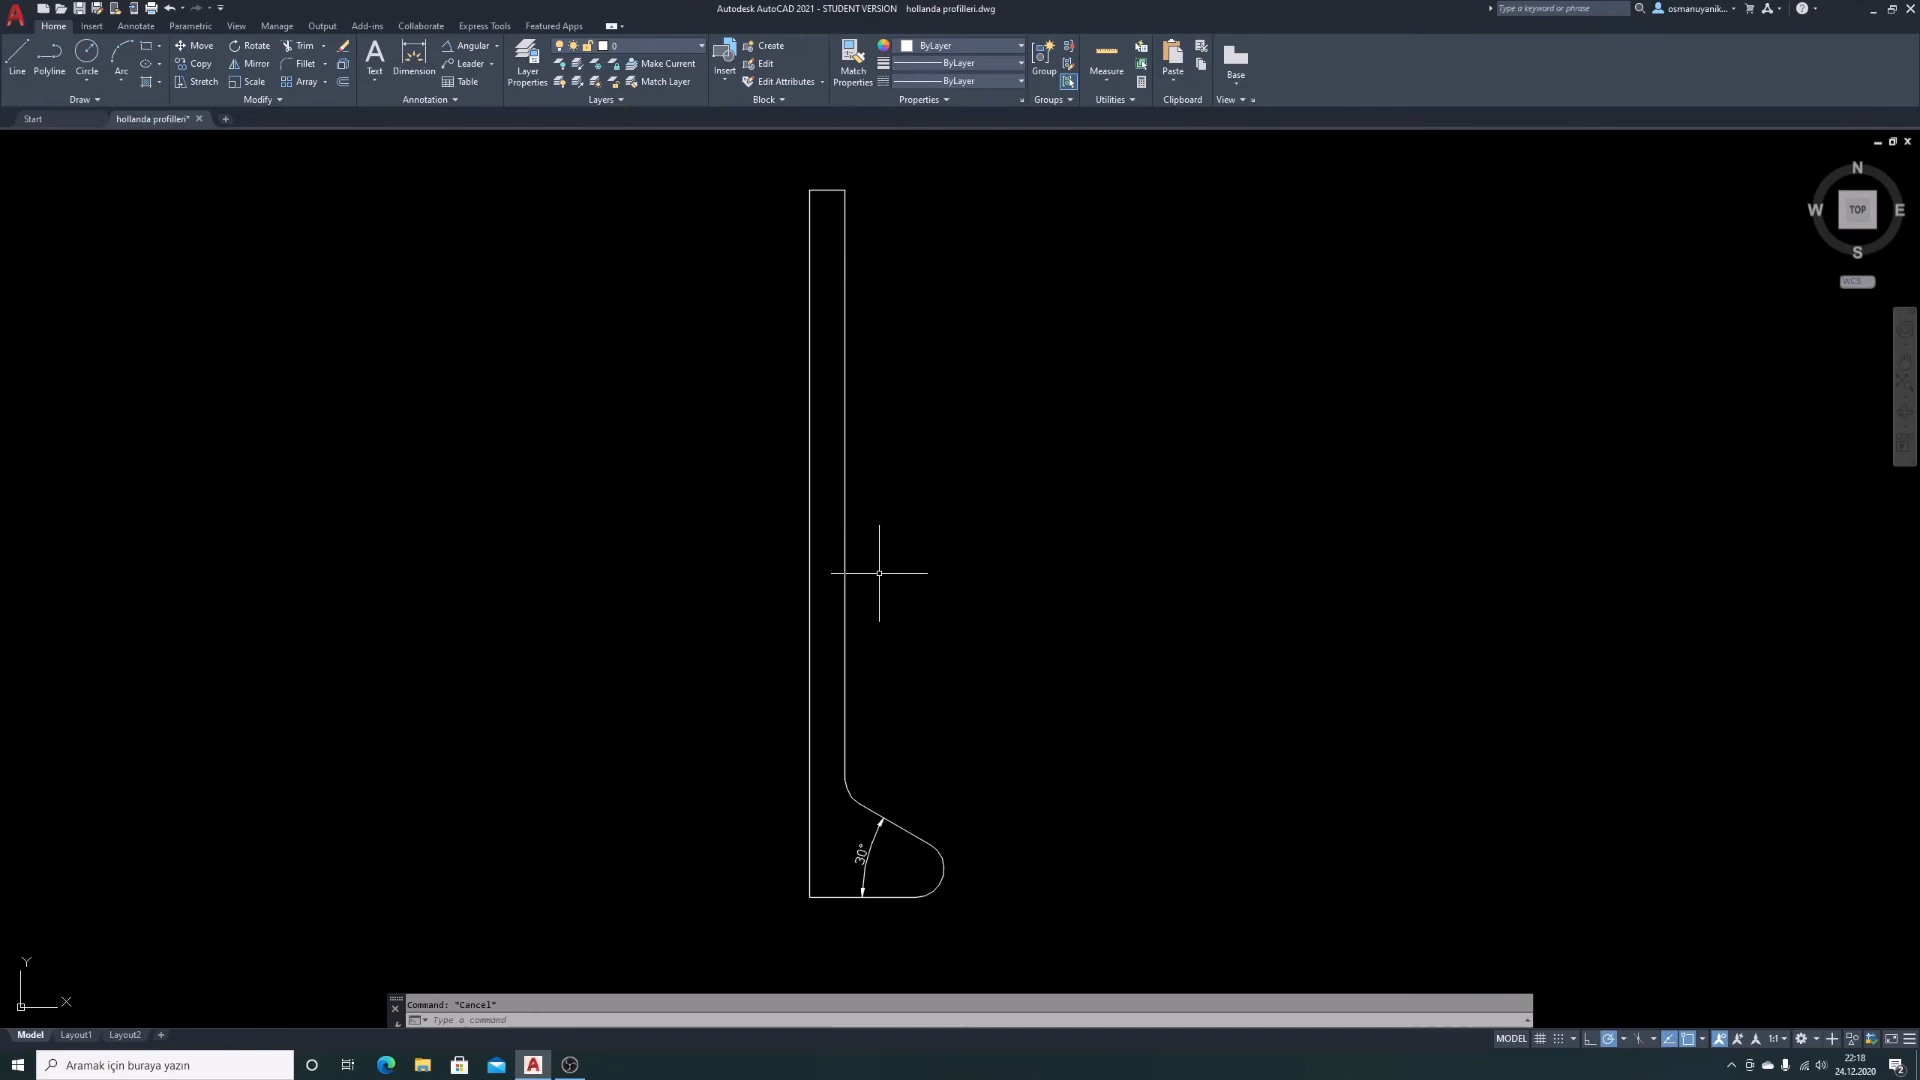 Autodesk AutoCAD 2021 - STUDENT VERSION hollanda profilleri.dwg
Type a keyword or phrase
osmanuyanik...
Home Insert Annotate Parametric View Manage Output Add-ins Collaborate Express Tools Featured Apps
Line Polyline Circle Arc
Move Rotate Trim
Copy Mirror Fillet
Stretch Scale Array
Text Dimension
Angular
Leader
Table
Layer Properties
0
Make Current
Match Layer
Insert
Create
Edit
Edit Attributes
Match Properties
ByLayer
ByLayer
ByLayer
Group
Measure
Paste
Base
Draw Modify Annotation Layers Block Properties Groups Utilities Clipboard View
Start hollanda profilleri*
N
W TOP E
S
WCS
30°
Y
X
Command: "Cancel"
Type a command
Model Layout1 Layout2
MODEL 1:1
Aramak için buraya yazın
22:18
24.12.2020
2